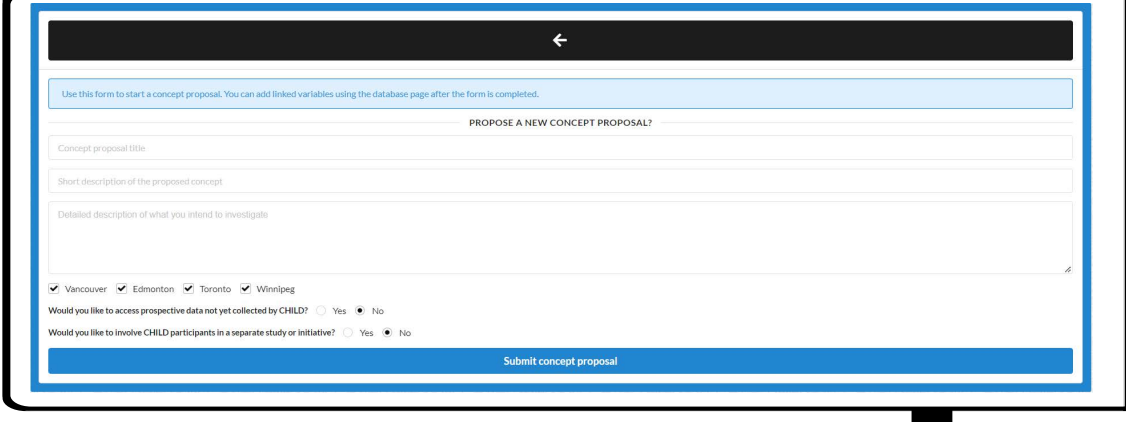 Use this form to start a concept proposal. You can add linked variables using the database page after the form is completed.
PROPOSE A NEW CONCEPT PROPOSAL?
Concept proposal title
Short description of the proposed concept
Detailed description of what you intend to investigate
Vancouver Edmonton Toronto Winnipeg
Would you like to access prospective data not yet collected by CHILD? Yes No
Would you like to involve CHILD participants in a separate study or initiative? Yes No
Submit concept proposal